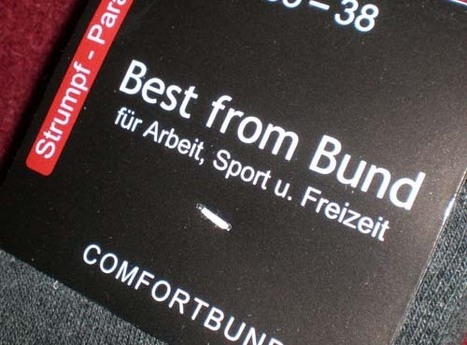 – 38
Strumpf - Para
Best from Bund
für Arbeit, Sport u. Freizeit
COMFORTBUND